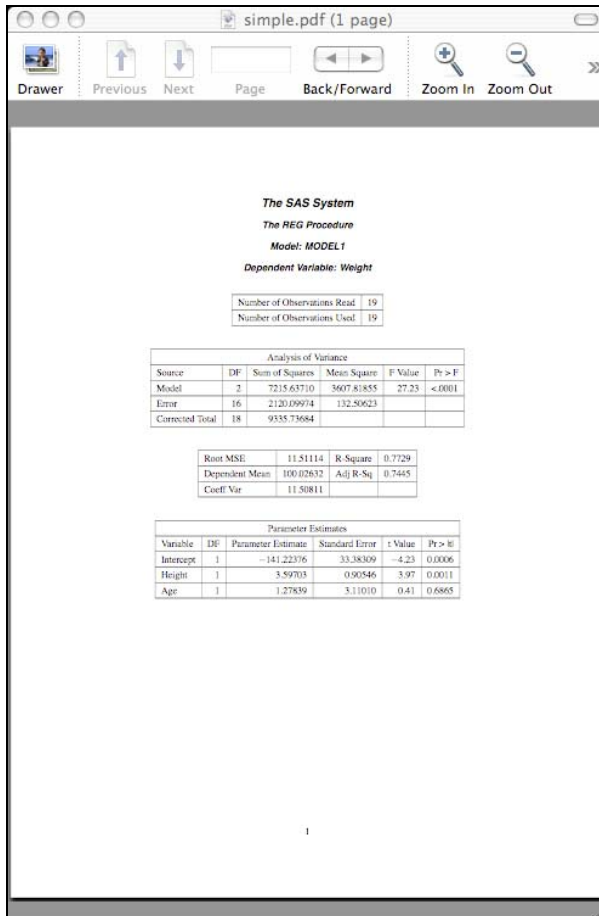 simple.pdf (1 page)
Drawer Previous Next Page Back/Forward Zoom In Zoom Out
The SAS System
The REG Procedure
Model: MODEL1
Dependent Variable: Weight
Number of Observations Read 19
Number of Observations Used 19
Analysis of Variance
Source DF Sum of Squares Mean Square F Value Pr > F
Model 2 7215.63710 3607.81855 27.23 <.0001
Error 16 2120.09974 132.50623
Corrected Total 18 9335.73684
Root MSE 11.51114 R-Square 0.7729
Dependent Mean 100.02632 Adj R-Sq 0.7445
Coeff Var 11.50811
Parameter Estimates
Variable DF Parameter Estimate Standard Error t Value Pr > |t|
Intercept 1 −141.22376 33.38309 −4.23 0.0006
Height 1 3.59703 0.90546 3.97 0.0011
Age 1 1.27839 3.11010 0.41 0.6865
1